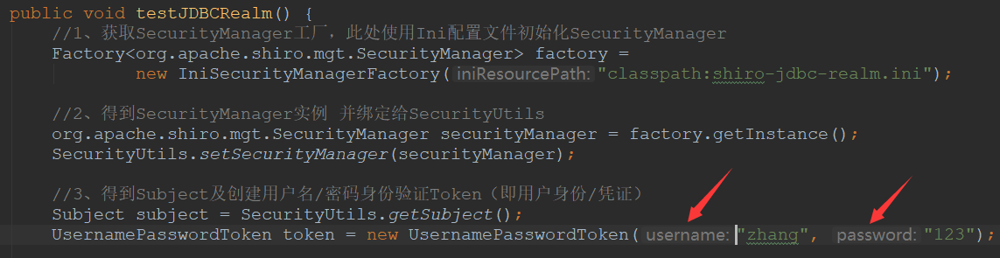 public void testJDBCRealm() {
//1、获取SecurityManager工厂，此处使用Ini配置文件初始化SecurityManager
Factory<org.apache.shiro.mgt.SecurityManager> factory =
new IniSecurityManagerFactory( iniResourcePath: "classpath:shiro-jdbc-realm.ini");
//2、得到SecurityManager实例 并绑定给SecurityUtils
org.apache.shiro.mgt.SecurityManager securityManager = factory.getInstance();
SecurityUtils.setSecurityManager(securityManager);
//3、得到Subject及创建用户名/密码身份验证Token（即用户身份/凭证）
Subject subject = SecurityUtils.getSubject();
UsernamePasswordToken token = new UsernamePasswordToken( username: "zhang", password: "123");